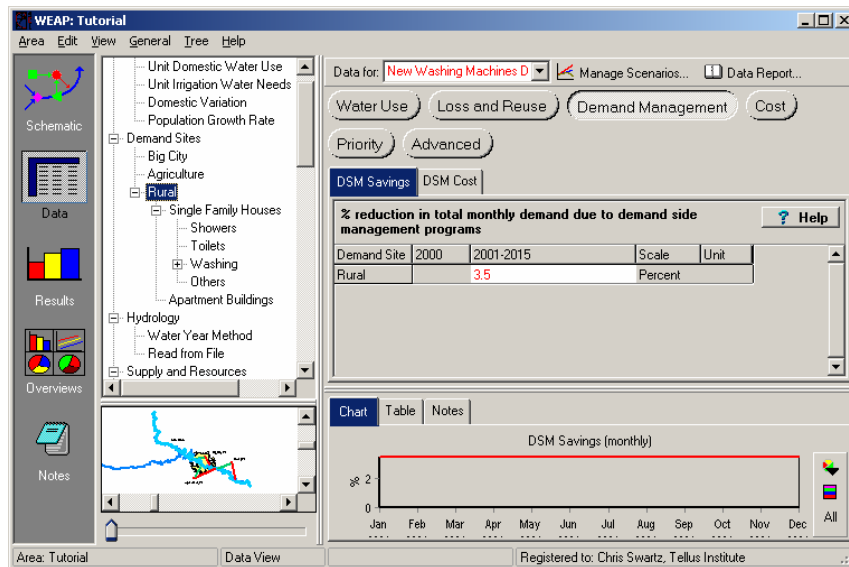 WEAP: Tutorial
Area Edit View General Tree Help
Schematic
Data
Results
Overviews
Notes
Unit Domestic Water Use
Unit Irrigation Water Needs
Domestic Variation
Population Growth Rate
Demand Sites
Big City
Agriculture
Rural
Single Family Houses
Showers
Toilets
Washing
Others
Apartment Buildings
Hydrology
Water Year Method
Read from File
Supply and Resources
Data for: New Washing Machines D Manage Scenarios... Data Report...
Water Use Loss and Reuse Demand Management Cost
Priority Advanced
DSM Savings DSM Cost
% reduction in total monthly demand due to demand side
management programs
? Help
Demand Site 2000 2001-2015 Scale Unit
Rural 3.5 Percent
Chart Table Notes
DSM Savings (monthly)
%
2
0
Jan Feb Mar Apr May Jun Jul Aug Sep Oct Nov Dec
All
Area: Tutorial Data View Registered to: Chris Swartz, Tellus Institute